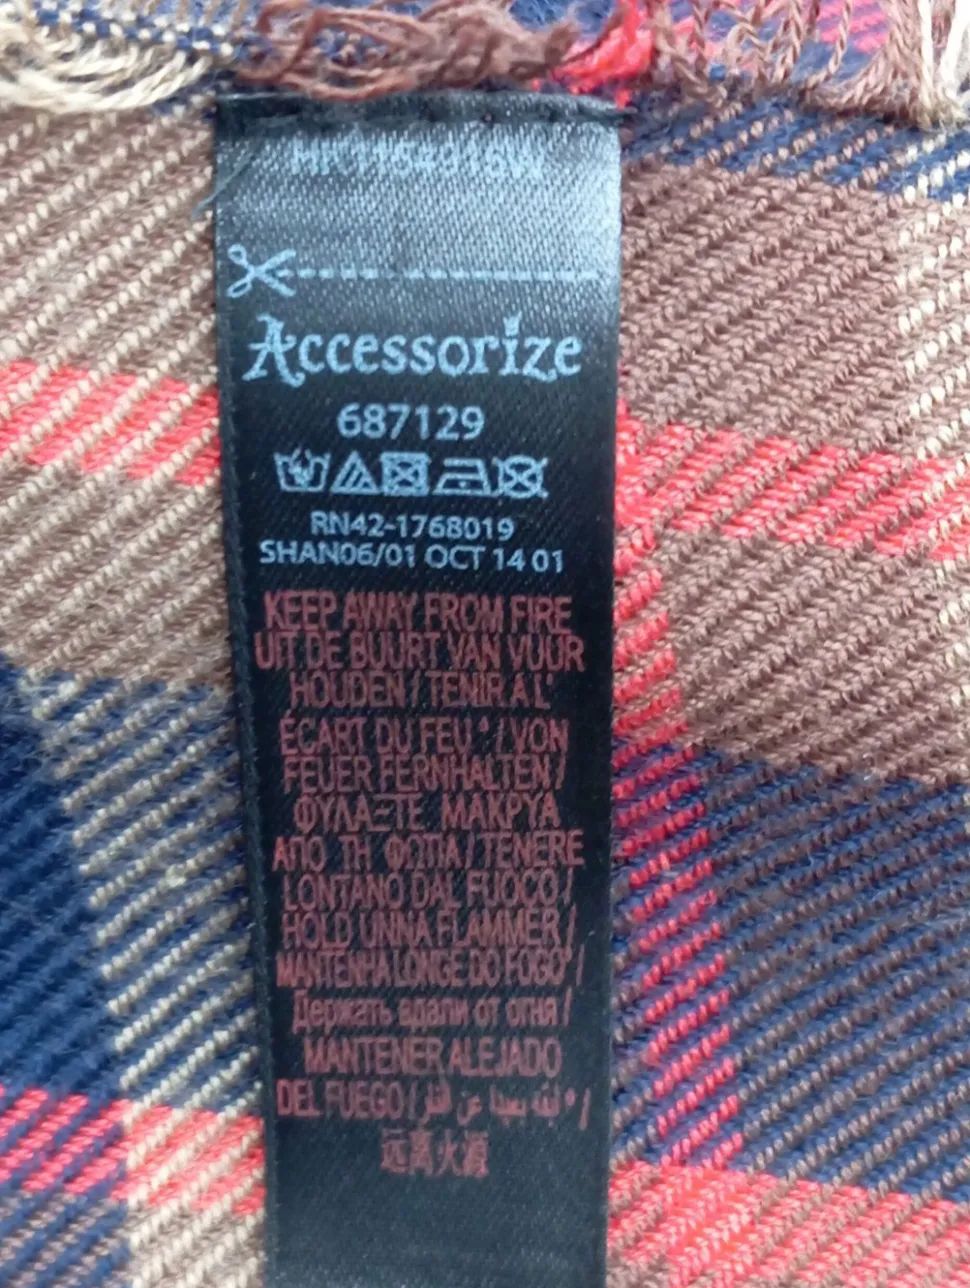 Accessorize
687129
RN42-1768019
SHAN06/01 OCT 14 01
KEEP AWAY FROM FIRE
UIT DE BUURT VAN VUUR
HOUDEN / TENIR A L'
ÉCART DU FEU * / VON
FEUER FERNHALTEN /
ΦΥΛΑΞΤΕ ΜΑΚΡΥΑ
ΑΠΟ ΤΗ ΦΩΤΙΑ / TENERE
LONTANO DAL FUOCO /
HOLD UNNA FLAMMER /
MANTENHA LONGE DO FOGO /
Держать вдали от огня /
MANTENER ALEJADO
DEL FUEGO /
远离火源